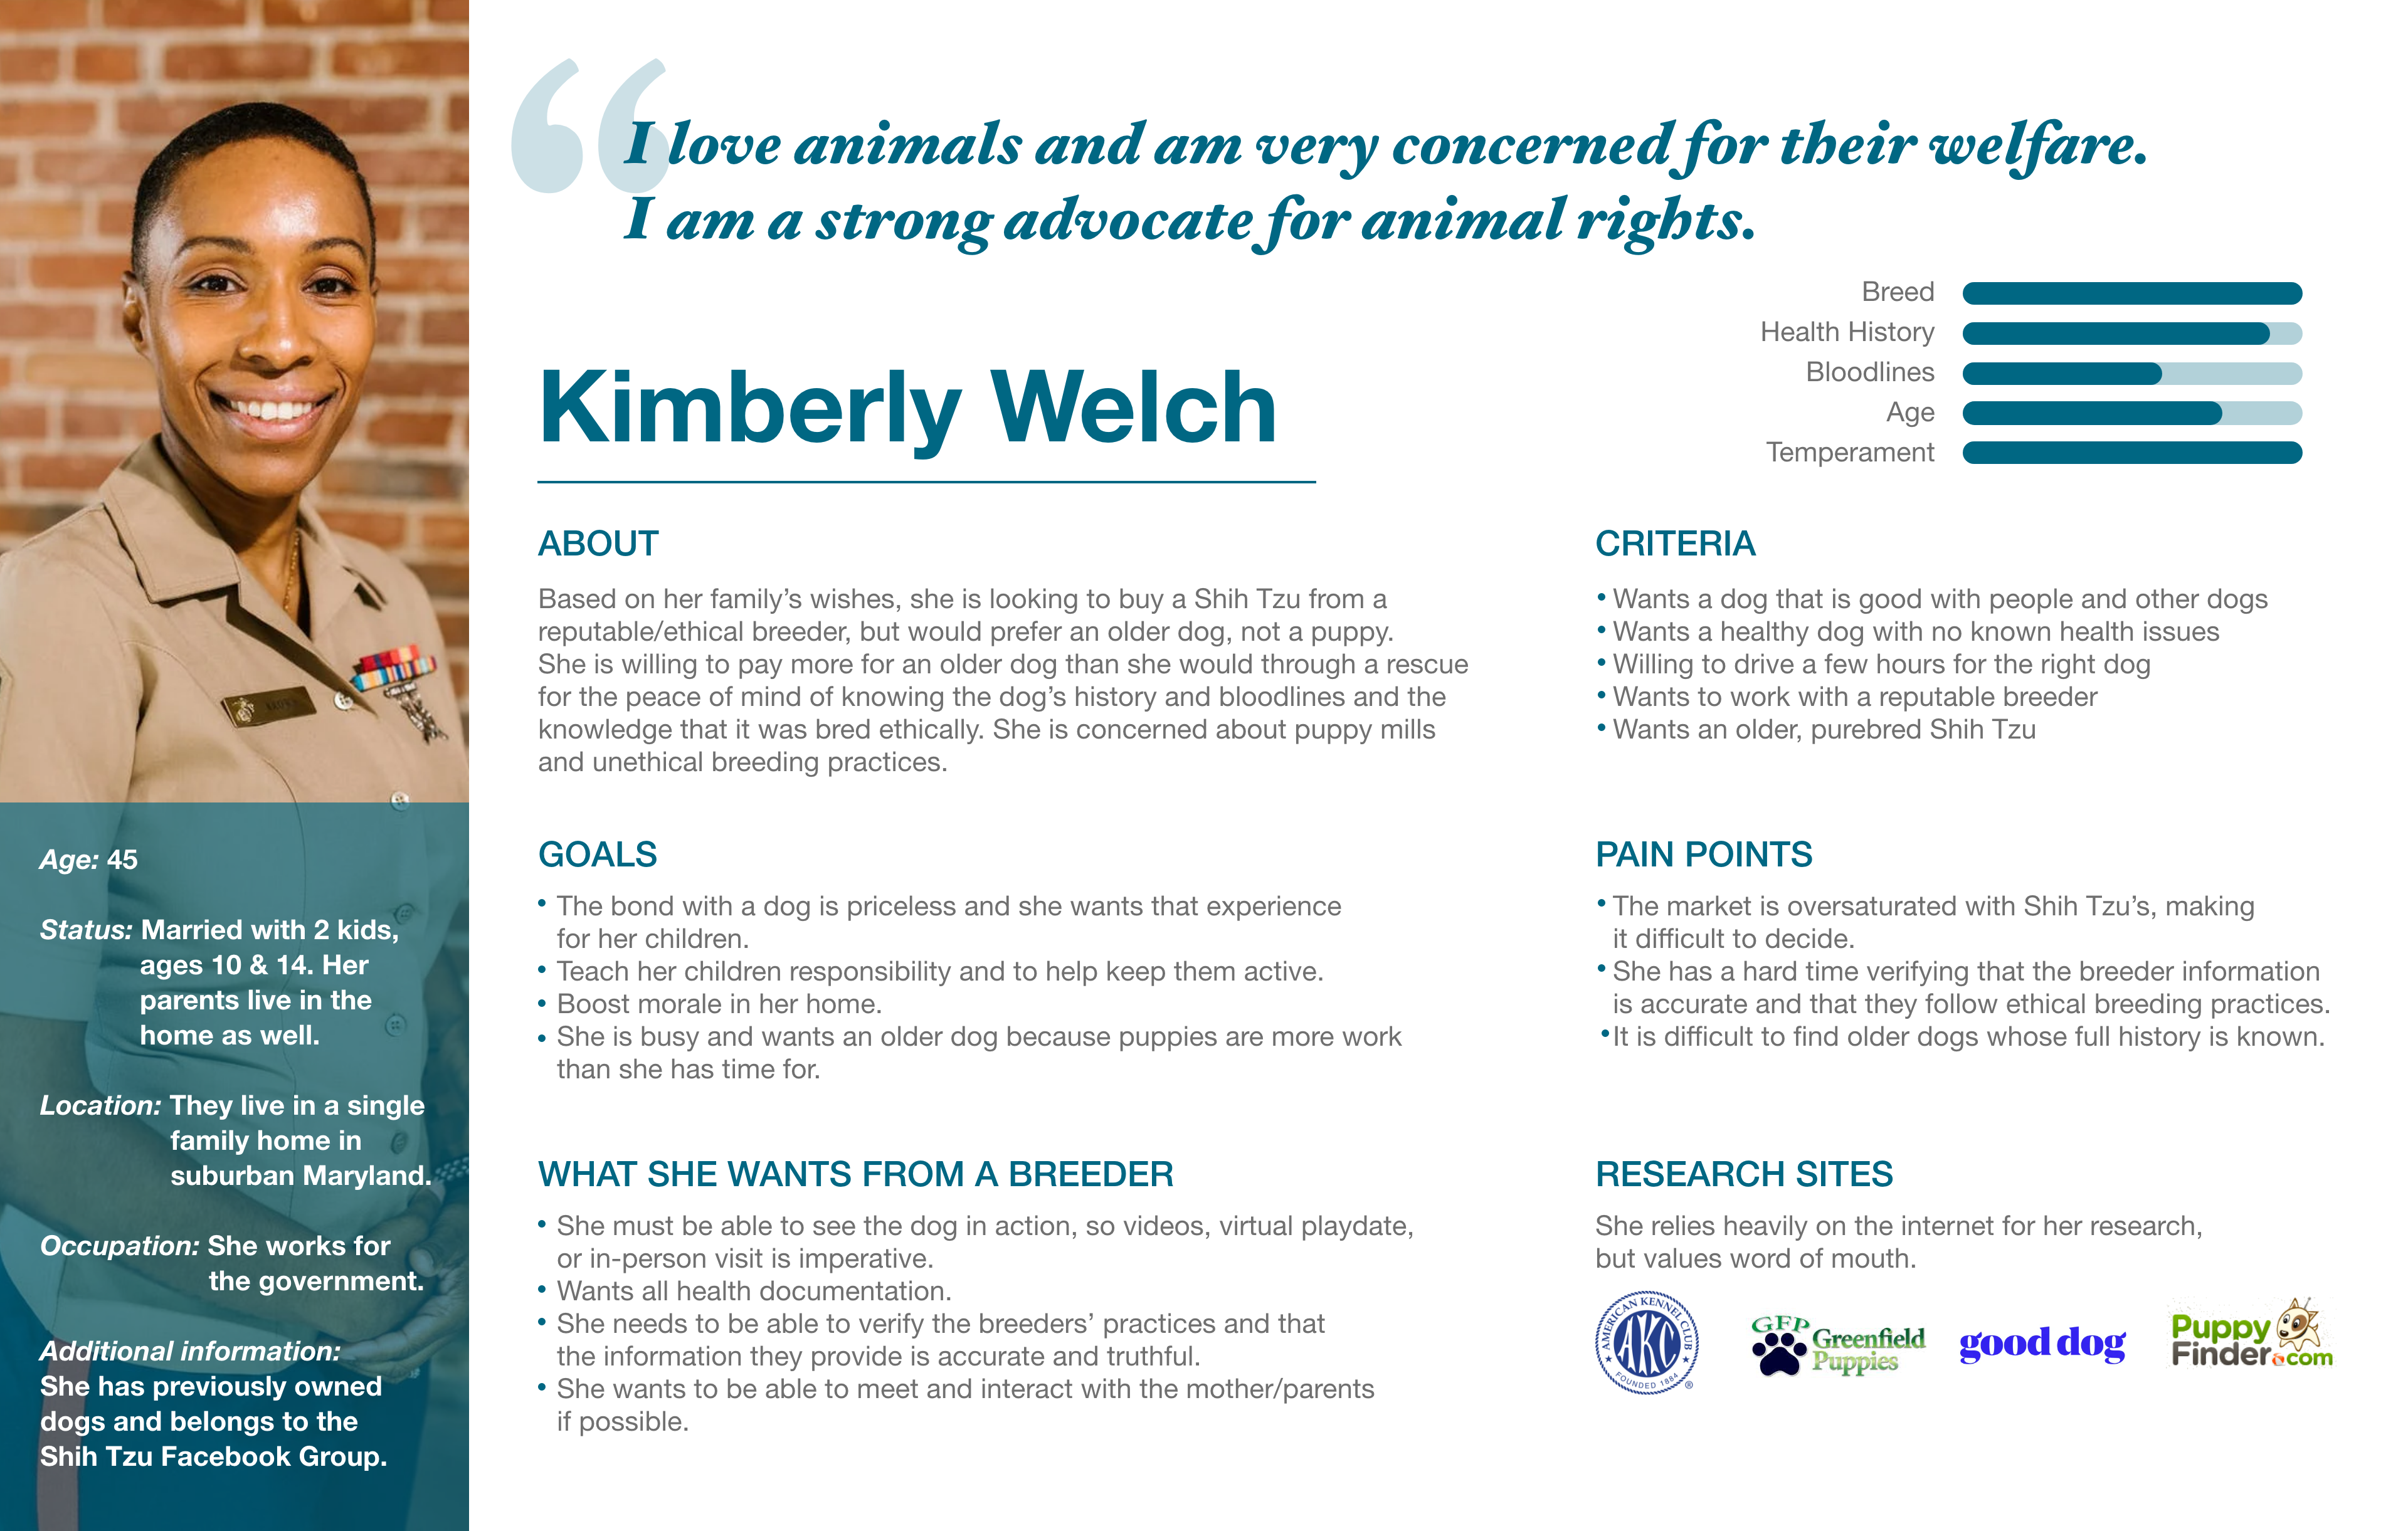 I love animals and am very concerned for their welfare.
I am a strong advocate for animal rights.
Kimberly Welch
Breed
Health History
Bloodlines
Age
Temperament
Age: 45
Status: Married with 2 kids,
ages 10 & 14. Her
parents live in the
home as well.
Location: They live in a single
family home in
suburban Maryland.
Occupation: She works for
the government.
Additional information:
She has previously owned
dogs and belongs to the
Shih Tzu Facebook Group.
ABOUT
Based on her family’s wishes, she is looking to buy a Shih Tzu from a
reputable/ethical breeder, but would prefer an older dog, not a puppy.
She is willing to pay more for an older dog than she would through a rescue
for the peace of mind of knowing the dog’s history and bloodlines and the
knowledge that it was bred ethically. She is concerned about puppy mills
and unethical breeding practices.
CRITERIA
• Wants a dog that is good with people and other dogs
• Wants a healthy dog with no known health issues
• Willing to drive a few hours for the right dog
• Wants to work with a reputable breeder
• Wants an older, purebred Shih Tzu
GOALS
• The bond with a dog is priceless and she wants that experience
for her children.
• Teach her children responsibility and to help keep them active.
• Boost morale in her home.
• She is busy and wants an older dog because puppies are more work
than she has time for.
PAIN POINTS
• The market is oversaturated with Shih Tzu’s, making
it difficult to decide.
• She has a hard time verifying that the breeder information
is accurate and that they follow ethical breeding practices.
• It is difficult to find older dogs whose full history is known.
WHAT SHE WANTS FROM A BREEDER
• She must be able to see the dog in action, so videos, virtual playdate,
or in-person visit is imperative.
• Wants all health documentation.
• She needs to be able to verify the breeders’ practices and that
the information they provide is accurate and truthful.
• She wants to be able to meet and interact with the mother/parents
if possible.
RESEARCH SITES
She relies heavily on the internet for her research,
but values word of mouth.
AMERICAN KENNEL CLUB
AKC
FOUNDED 1884
®
GFP
Greenfield
Puppies
good dog
Puppy
Finder.com